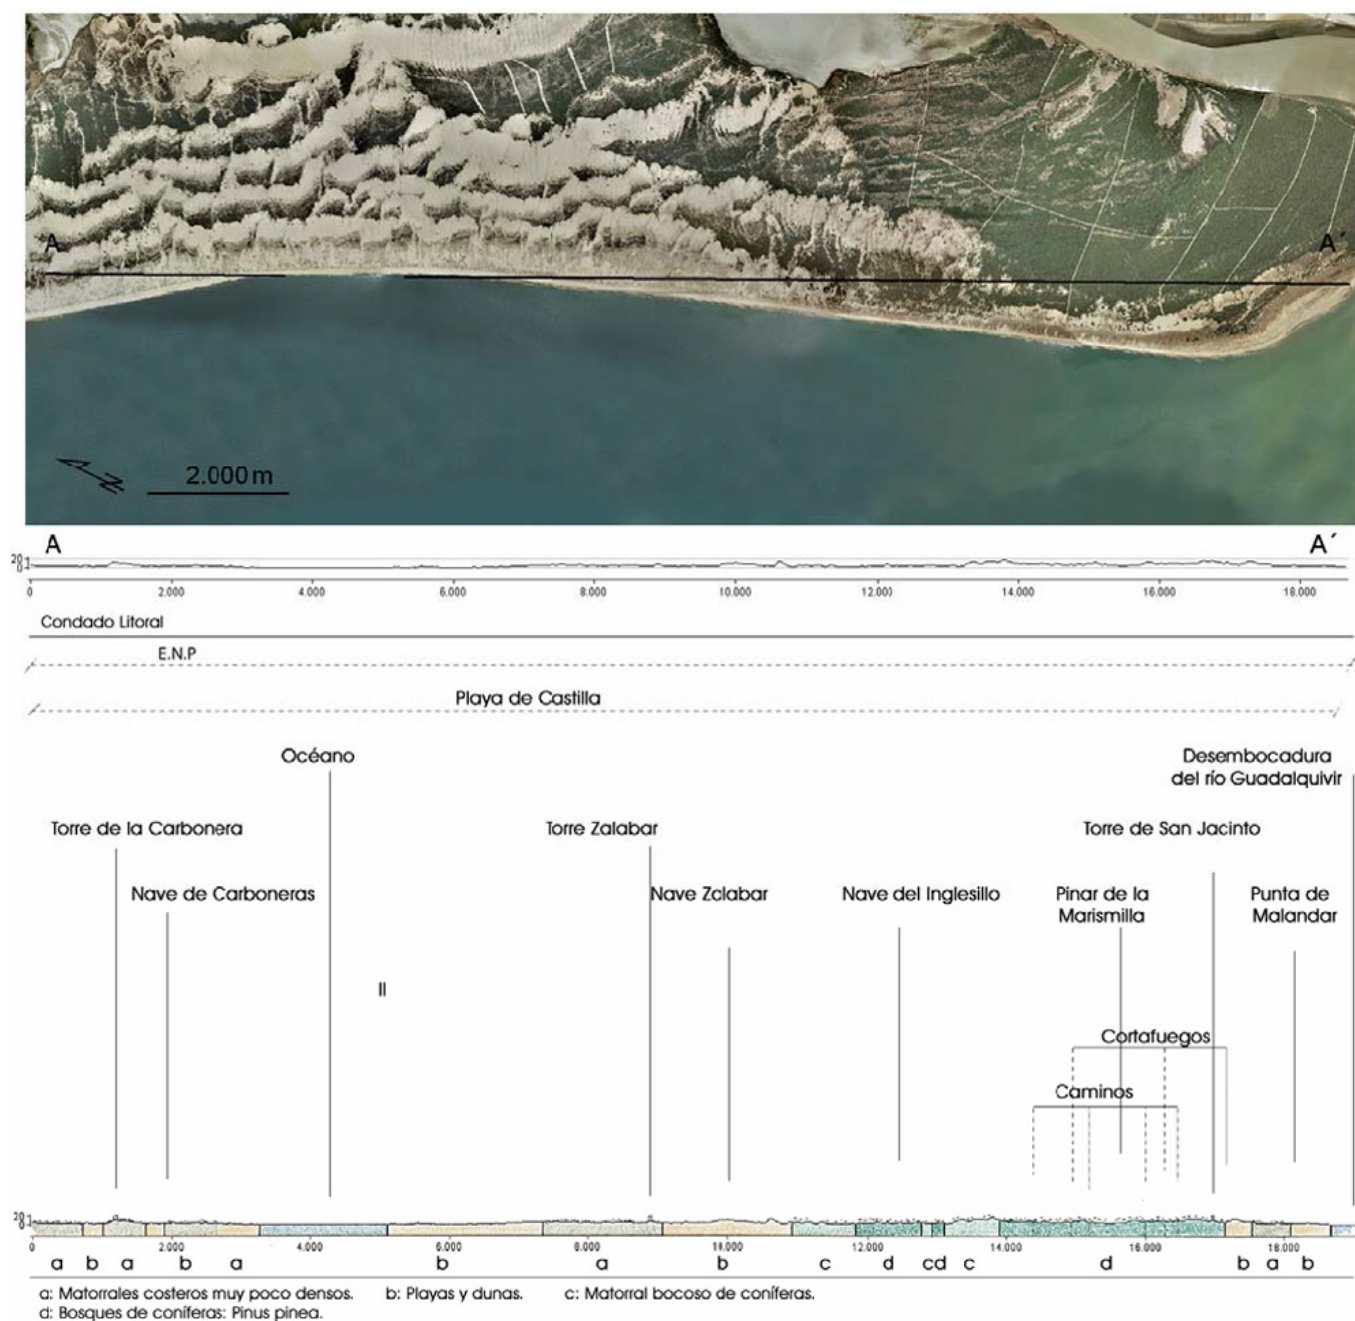 A
A´
2.000 m
A
A´
20
0
0
2.000
4.000
6.000
8.000
10.000
12.000
14.000
16.000
18.000
Condado Litoral
E.N.P
Playa de Castilla
Océano
Desembocadura
del río Guadalquivir
Torre de la Carbonera
Torre Zalabar
Torre de San Jacinto
Nave de Carboneras
Nave Zalabar
Nave del Inglesillo
Pinar de la
Marismilla
Punta de
Malandar
II
Cortafuegos
Caminos
20
0
0
2.000
4.000
6.000
8.000
10.000
12.000
14.000
16.000
18.000
a b a b a b a b c d cd c d b a b
a: Matorrales costeros muy poco densos. b: Playas y dunas. c: Matorral bocoso de coníferas.
d: Bosques de coníferas: Pinus pinea.